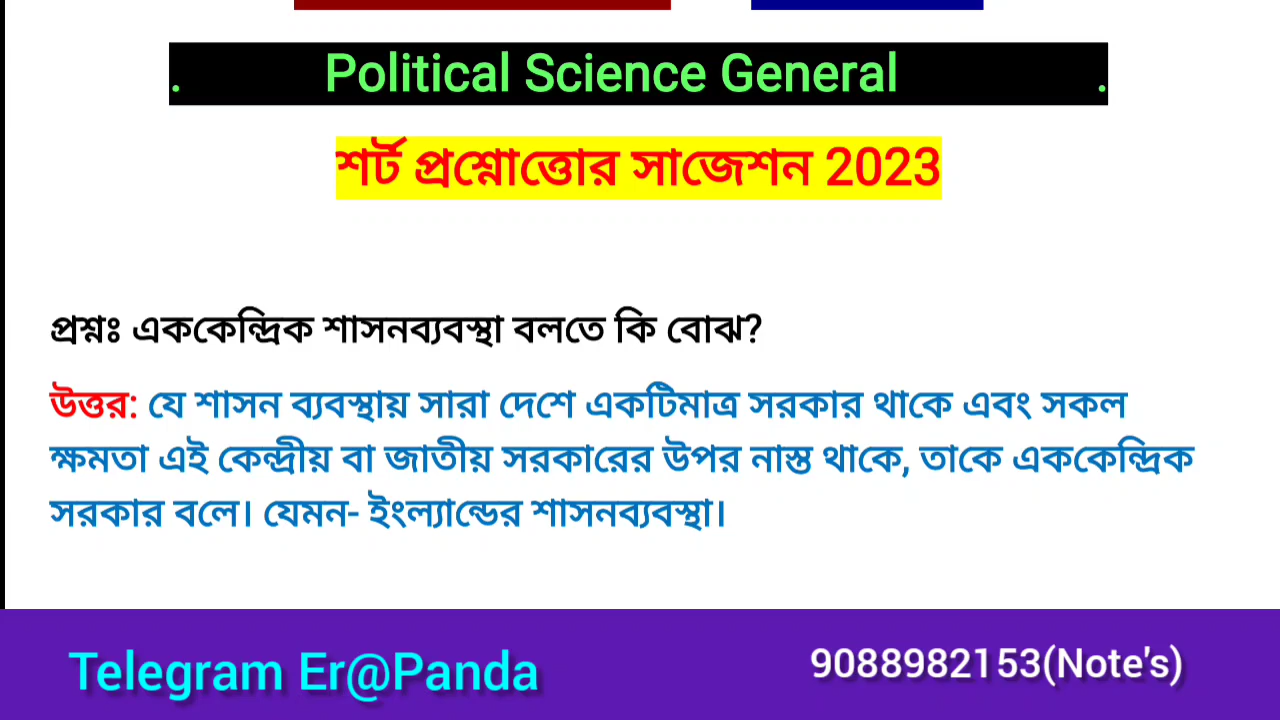 . Political Science General .
শর্ট প্রশ্নোত্তোর সাজেশন 2023
প্রশ্নঃ এককেন্দ্রিক শাসনব্যবস্থা বলতে কি বোঝ?
উত্তর: যে শাসন ব্যবস্থায় সারা দেশে একটিমাত্র সরকার থাকে এবং সকল
ক্ষমতা এই কেন্দ্রীয় বা জাতীয় সরকারের উপর নাস্ত থাকে, তাকে এককেন্দ্রিক
সরকার বলে। যেমন- ইংল্যান্ডের শাসনব্যবস্থা।
Telegram Er@Panda
9088982153(Note's)